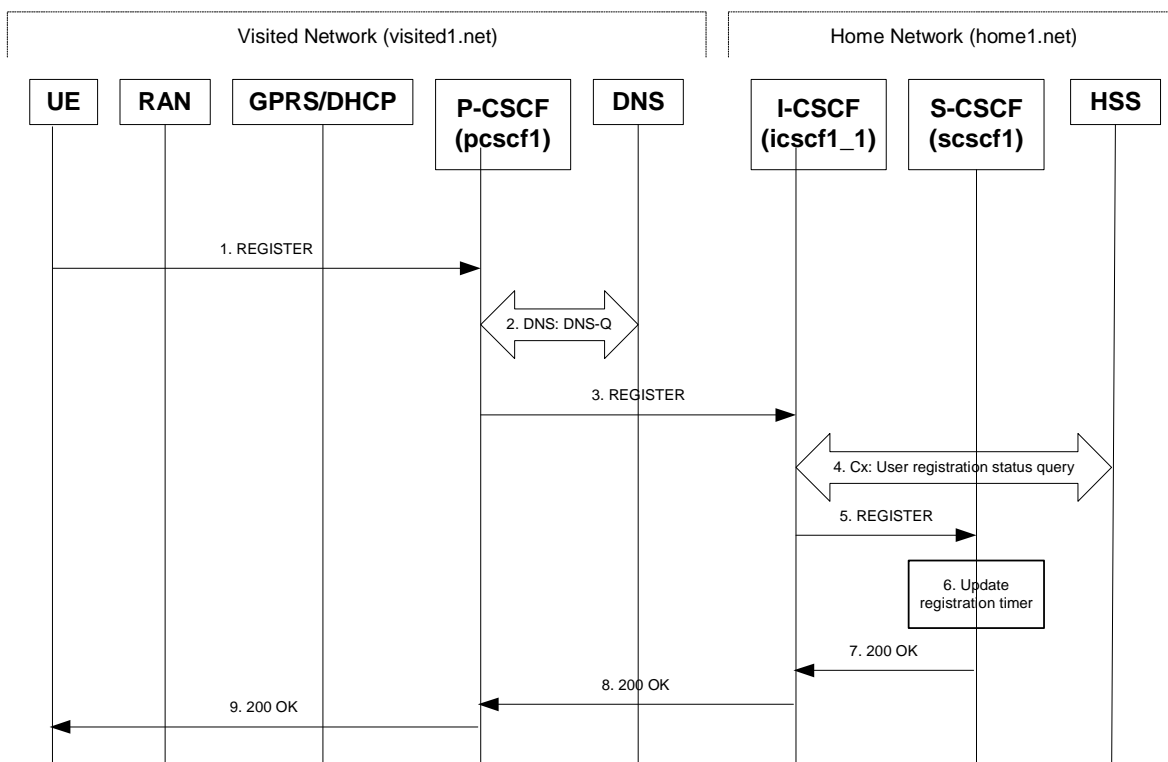 Visited Network (visited1.net)
Home Network (home1.net)
UE
RAN
GPRS/DHCP
P-CSCF
(pcscf1)
DNS
I-CSCF
(icscf1_1)
S-CSCF
(scscf1)
HSS
1. REGISTER
2. DNS: DNS-Q
3. REGISTER
4. Cx: User registration status query
5. REGISTER
6. Update
registration timer
7. 200 OK
8. 200 OK
9. 200 OK